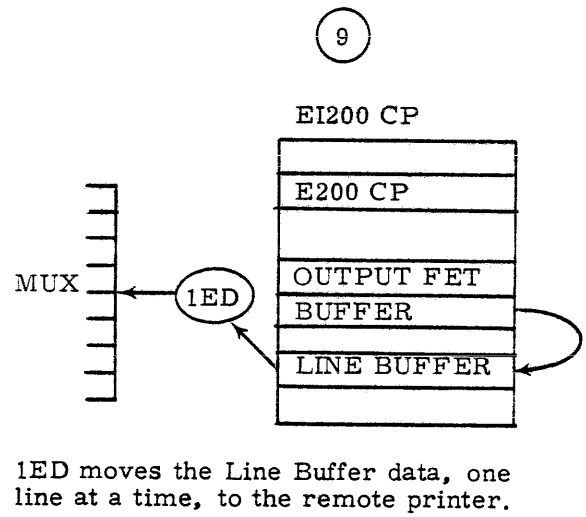 9
EI200 CP
E200 CP
OUTPUT FET
MUX
1ED
BUFFER
LINE BUFFER
1ED moves the Line Buffer data, one
line at a time, to the remote printer.